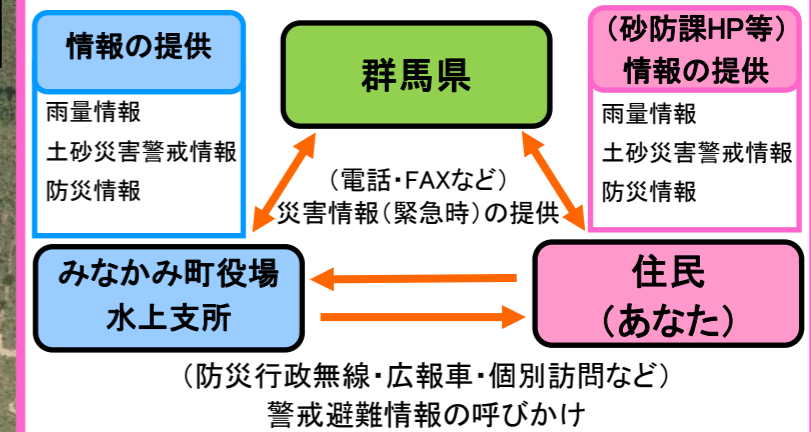 情報の提供
雨量情報
土砂災害警戒情報
防災情報
群馬県
(砂防課HP等)
情報の提供
雨量情報
土砂災害警戒情報
防災情報
(電話・FAXなど)
災害情報(緊急時)の提供
みなかみ町役場
水上支所
住民
(あなた)
(防災行政無線・広報車・個別訪問など)
警戒避難情報の呼びかけ